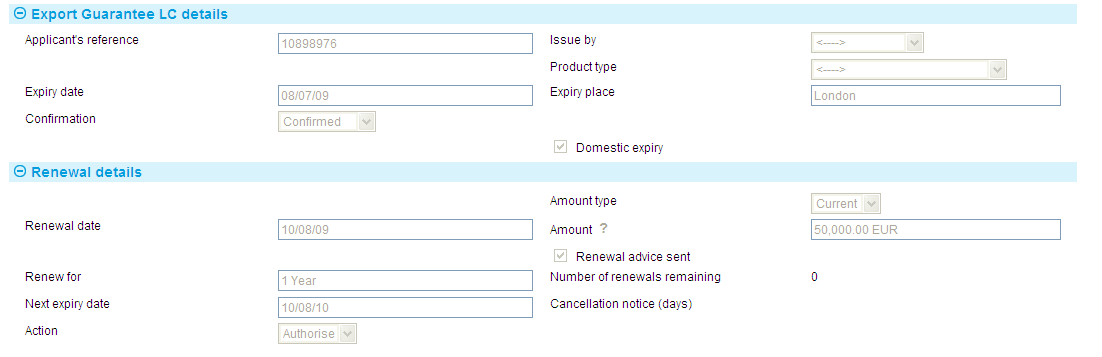 Export Guarantee LC details
Applicant's reference 10898976 Issue by <---->
Product type <---->
Expiry date 08/07/09 Expiry place London
Confirmation Confirmed
Domestic expiry
Renewal details
Amount type Current
Renewal date 10/08/09 Amount ? 50,000.00 EUR
Renewal advice sent
Renew for 1 Year Number of renewals remaining 0
Next expiry date 10/08/10 Cancellation notice (days)
Action Authorise